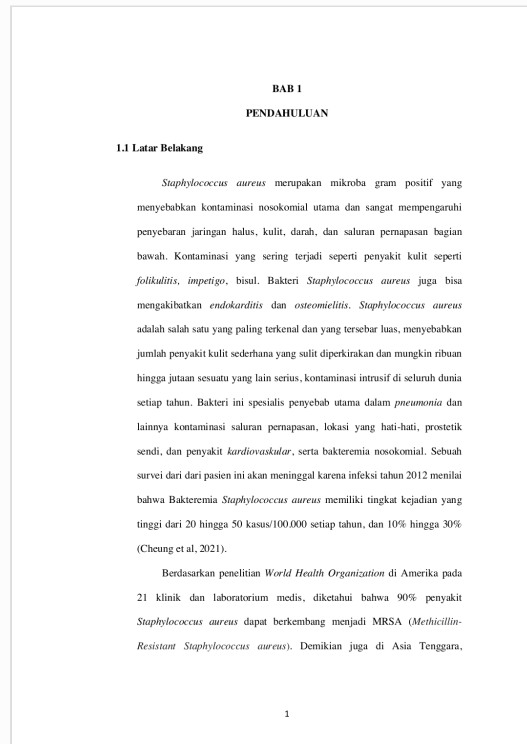 BAB 1
PENDAHULUAN
1.1 Latar Belakang
Staphylococcus aureus merupakan mikroba gram positif yang
menyebabkan kontaminasi nosokomial utama dan sangat mempengaruhi
penyebaran jaringan halus, kulit, darah, dan saluran pernapasan bagian
bawah. Kontaminasi yang sering terjadi seperti penyakit kulit seperti
folikulitis, impetigo, bisul. Bakteri Staphylococcus aureus juga bisa
mengakibatkan endokarditis dan osteomielitis. Staphylococcus aureus
adalah salah satu yang paling terkenal dan yang tersebar luas, menyebabkan
jumlah penyakit kulit sederhana yang sulit diperkirakan dan mungkin ribuan
hingga jutaan sesuatu yang lain serius, kontaminasi intrusif di seluruh dunia
setiap tahun. Bakteri ini spesialis penyebab utama dalam pneumonia dan
lainnya kontaminasi saluran pernapasan, lokasi yang hati-hati, prostetik
sendi, dan penyakit kardiovaskular, serta bakteremia nosokomial. Sebuah
survei dari dari pasien ini akan meninggal karena infeksi tahun 2012 menilai
bahwa Bakteremia Staphylococcus aureus memiliki tingkat kejadian yang
tinggi dari 20 hingga 50 kasus/100.000 setiap tahun, dan 10% hingga 30%
(Cheung et al, 2021).
Berdasarkan penelitian World Health Organization di Amerika pada
21 klinik dan laboratorium medis, diketahui bahwa 90% penyakit
Staphylococcus aureus dapat berkembang menjadi MRSA (Methicillin-
Resistant Staphylococcus aureus). Demikian juga di Asia Tenggara,
1